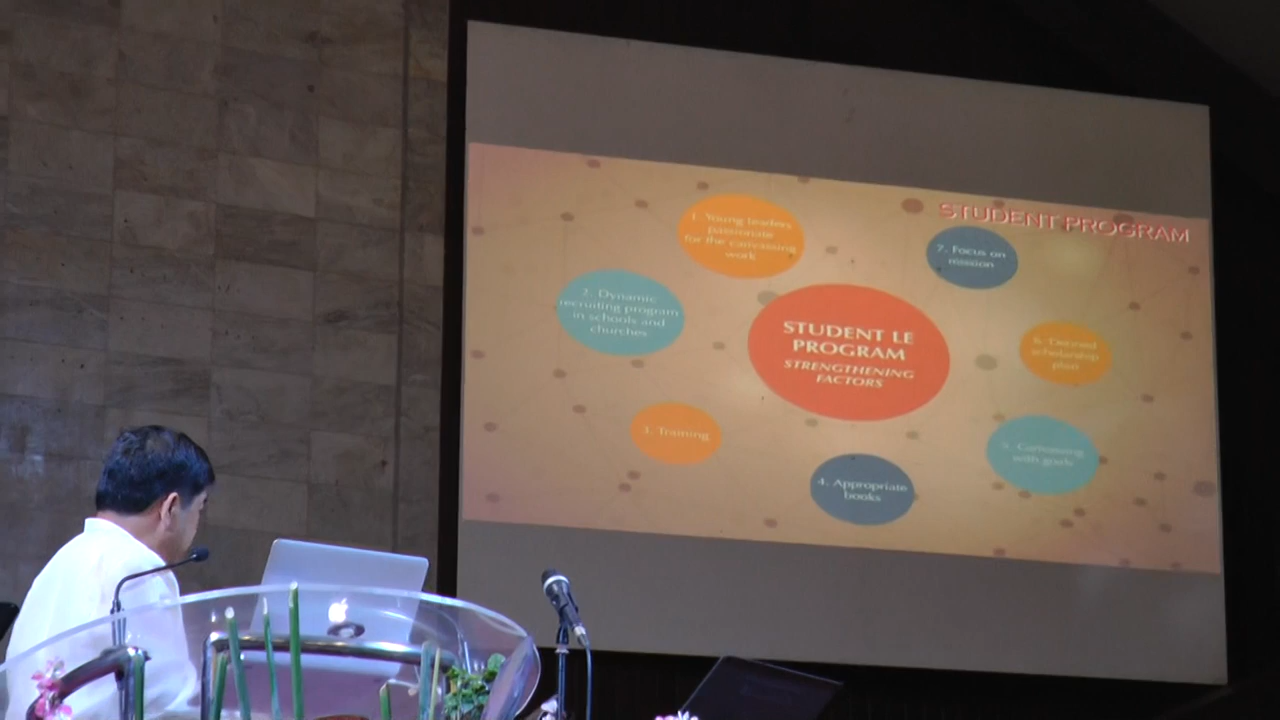 STUDENT PROGRAM
1. Young leaders
passionate
for the canvassing
work
2. Dynamic
recruiting program
in schools and
churches
3. Training
4. Appropriate
books
5. Canvassing
with goals
6. Defined
scholarship
plan
7. Focus on
mission
STUDENT LE
PROGRAM
STRENGTHENING
FACTORS